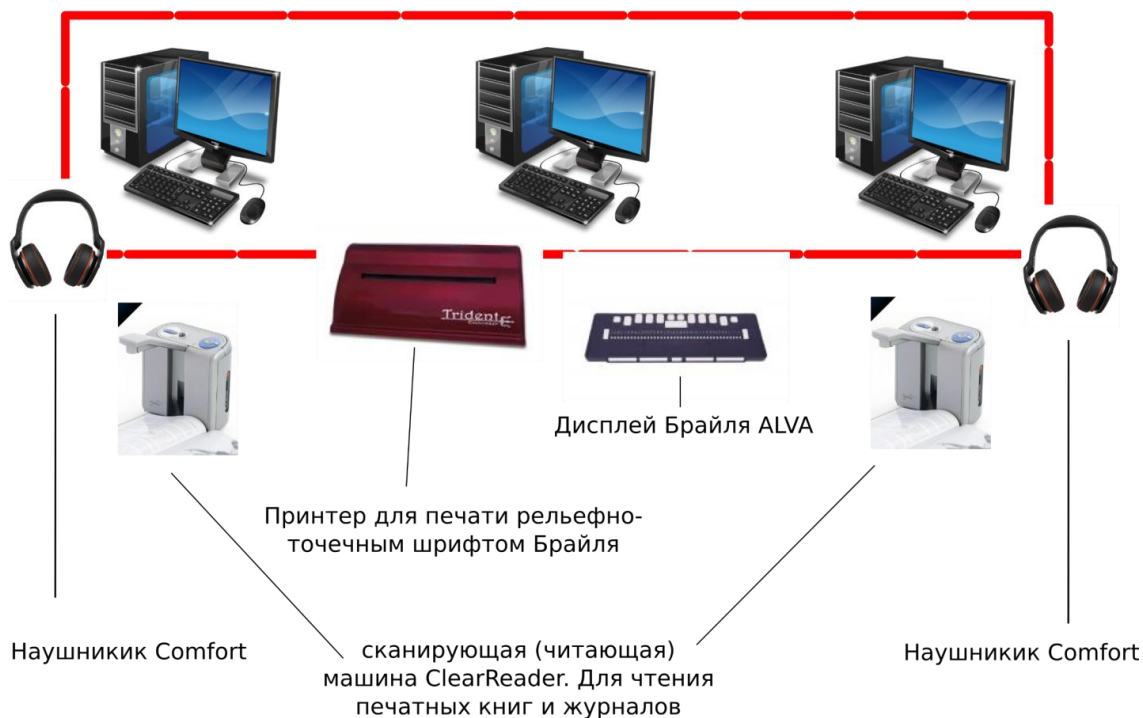 Trident
Дисплей Брайля ALVA
Принтер для печати рельефно-
точечным шрифтом Брайля
Наушникик Comfort
сканирующая (читающая)
машина ClearReader. Для чтения
печатных книг и журналов
Наушникик Comfort